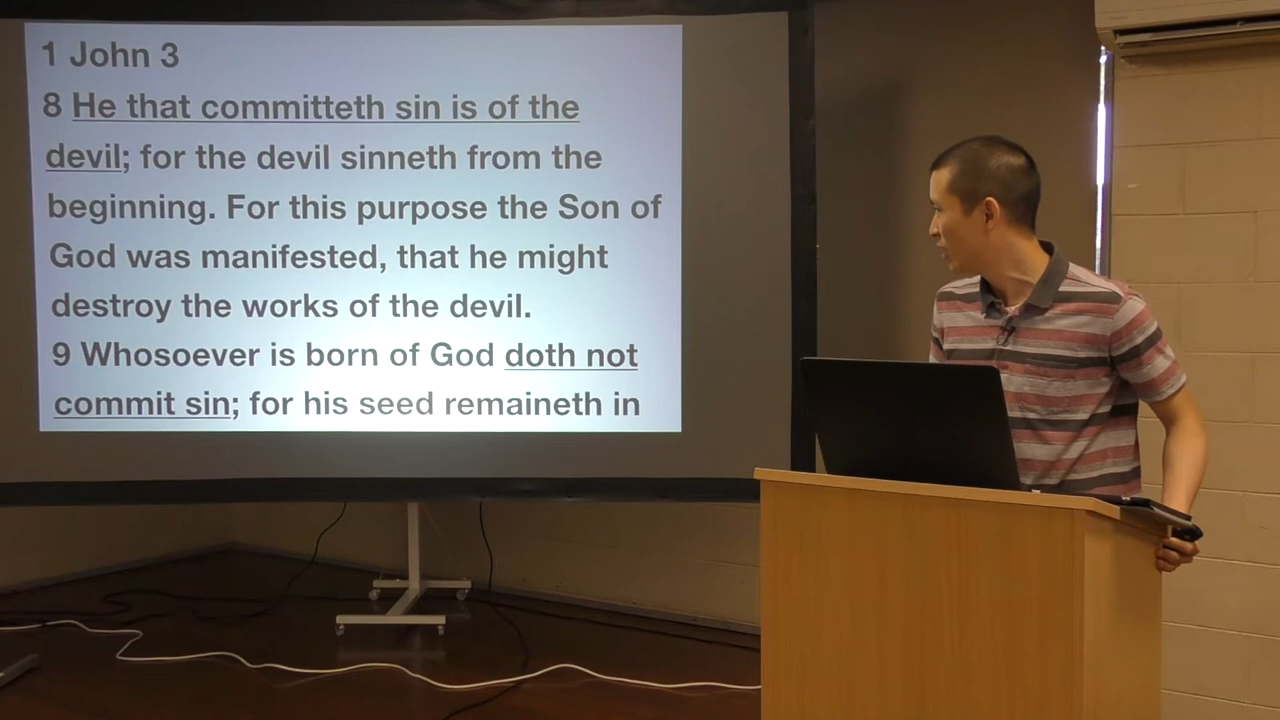 1 John 3
8 He that committeth sin is of the
devil; for the devil sinneth from the
beginning. For this purpose the Son of
God was manifested, that he might
destroy the works of the devil.
9 Whosoever is born of God doth not
commit sin; for his seed remaineth in